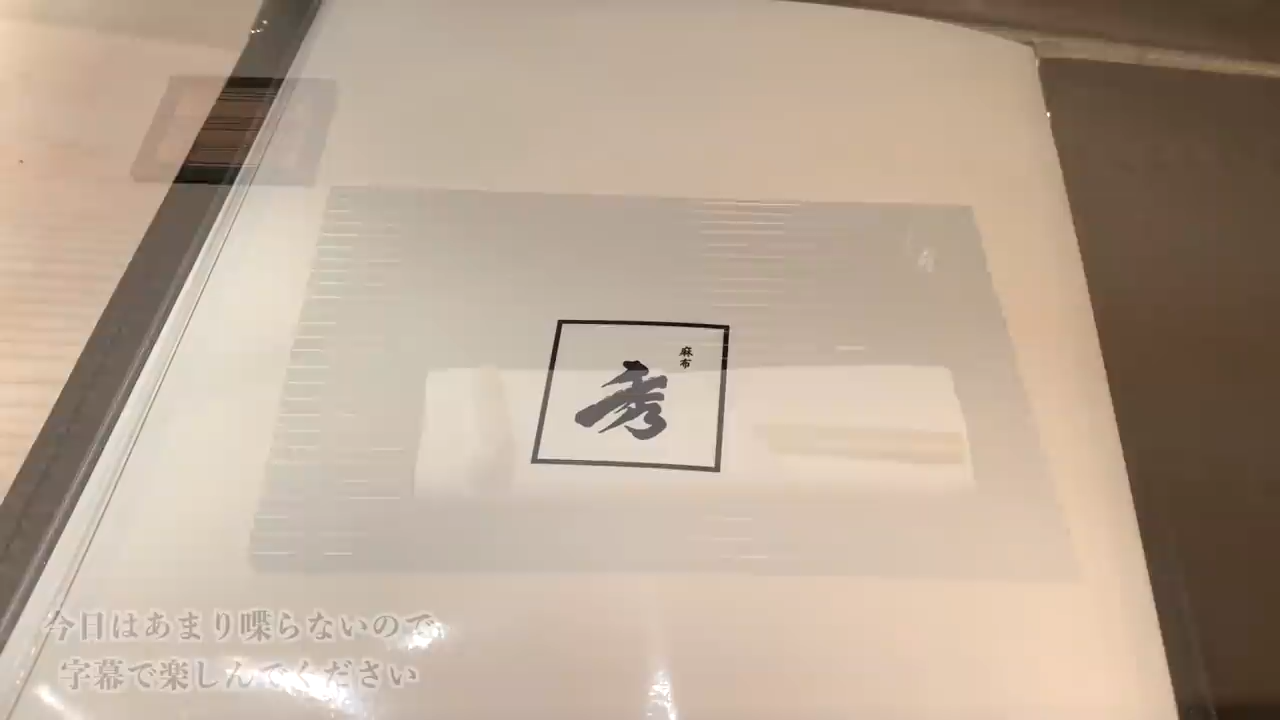 麻布
秀
今日はあまり喋らないので
字幕で楽しんでください